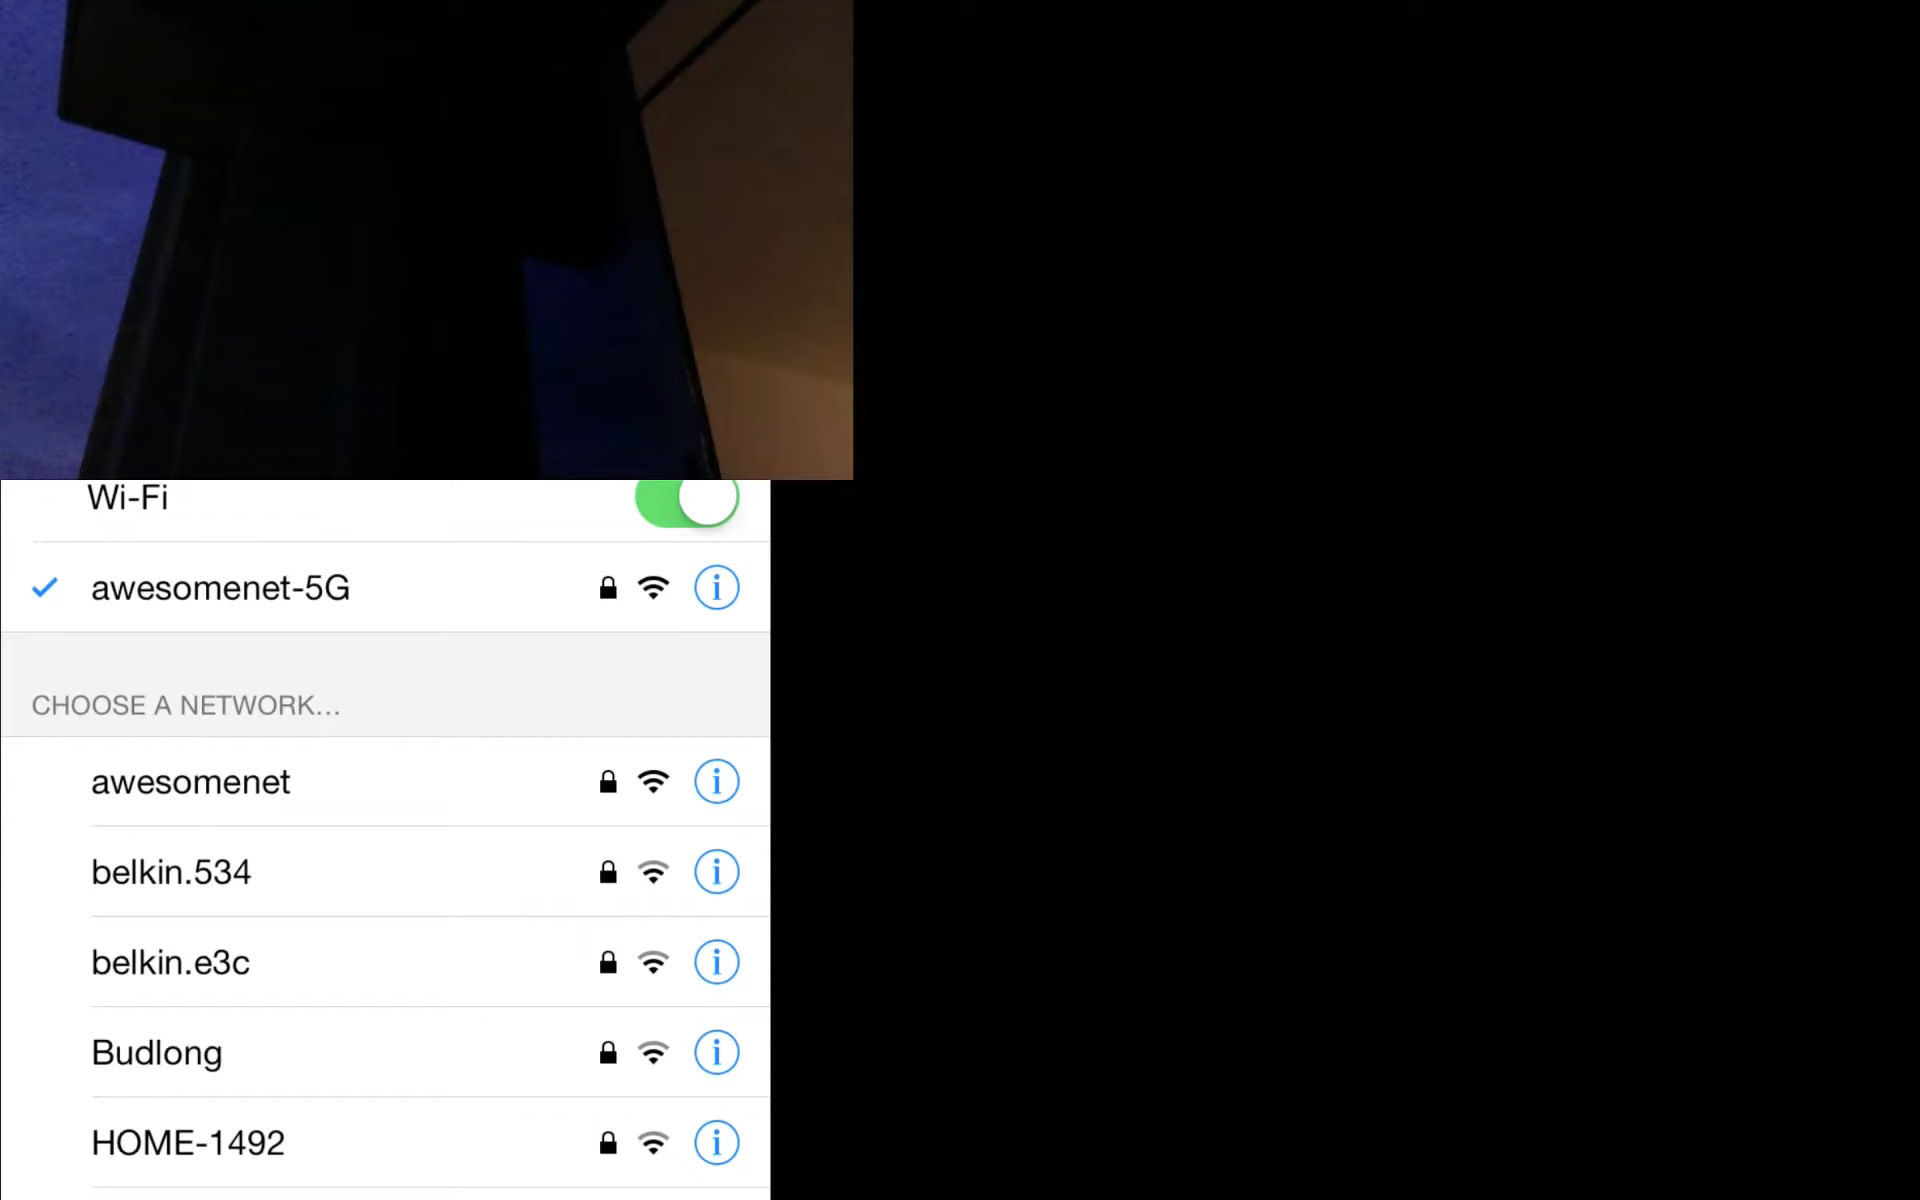 Wi-Fi
awesomenet-5G
CHOOSE A NETWORK...
awesomenet
belkin.534
belkin.e3c
Budlong
HOME-1492